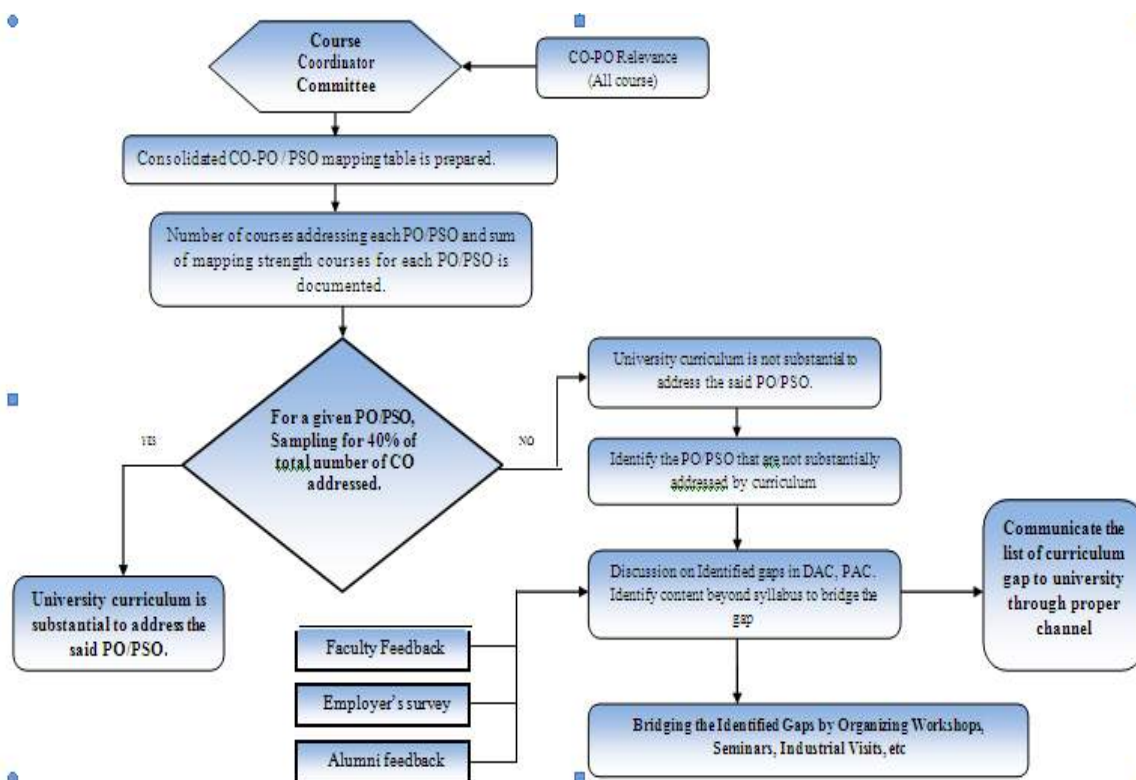 Course
Coordinator
Committee
CO-PO Relevance
(All course)
Consolidated CO-PO / PSO mapping table is prepared.
Number of courses addressing each PO/PSO and sum
of mapping strength courses for each PO/PSO is
documented.
For a given PO/PSO,
Sampling for 40% of
total number of CO
addressed.
YES
NO
University curriculum is
substantial to address the
said PO/PSO.
University curriculum is not substantial to
address the said PO/PSO.
Identify the PO/PSO that are not substantially
addressed by curriculum
Discussion on Identified gaps in DAC, PAC.
Identify content beyond syllabus to bridge the
gap
Communicate the
list of curriculum
gap to university
through proper
channel
Faculty Feedback
Employer's survey
Alumni feedback
Bridging the Identified Gaps by Organizing Workshops,
Seminars, Industrial Visits, etc